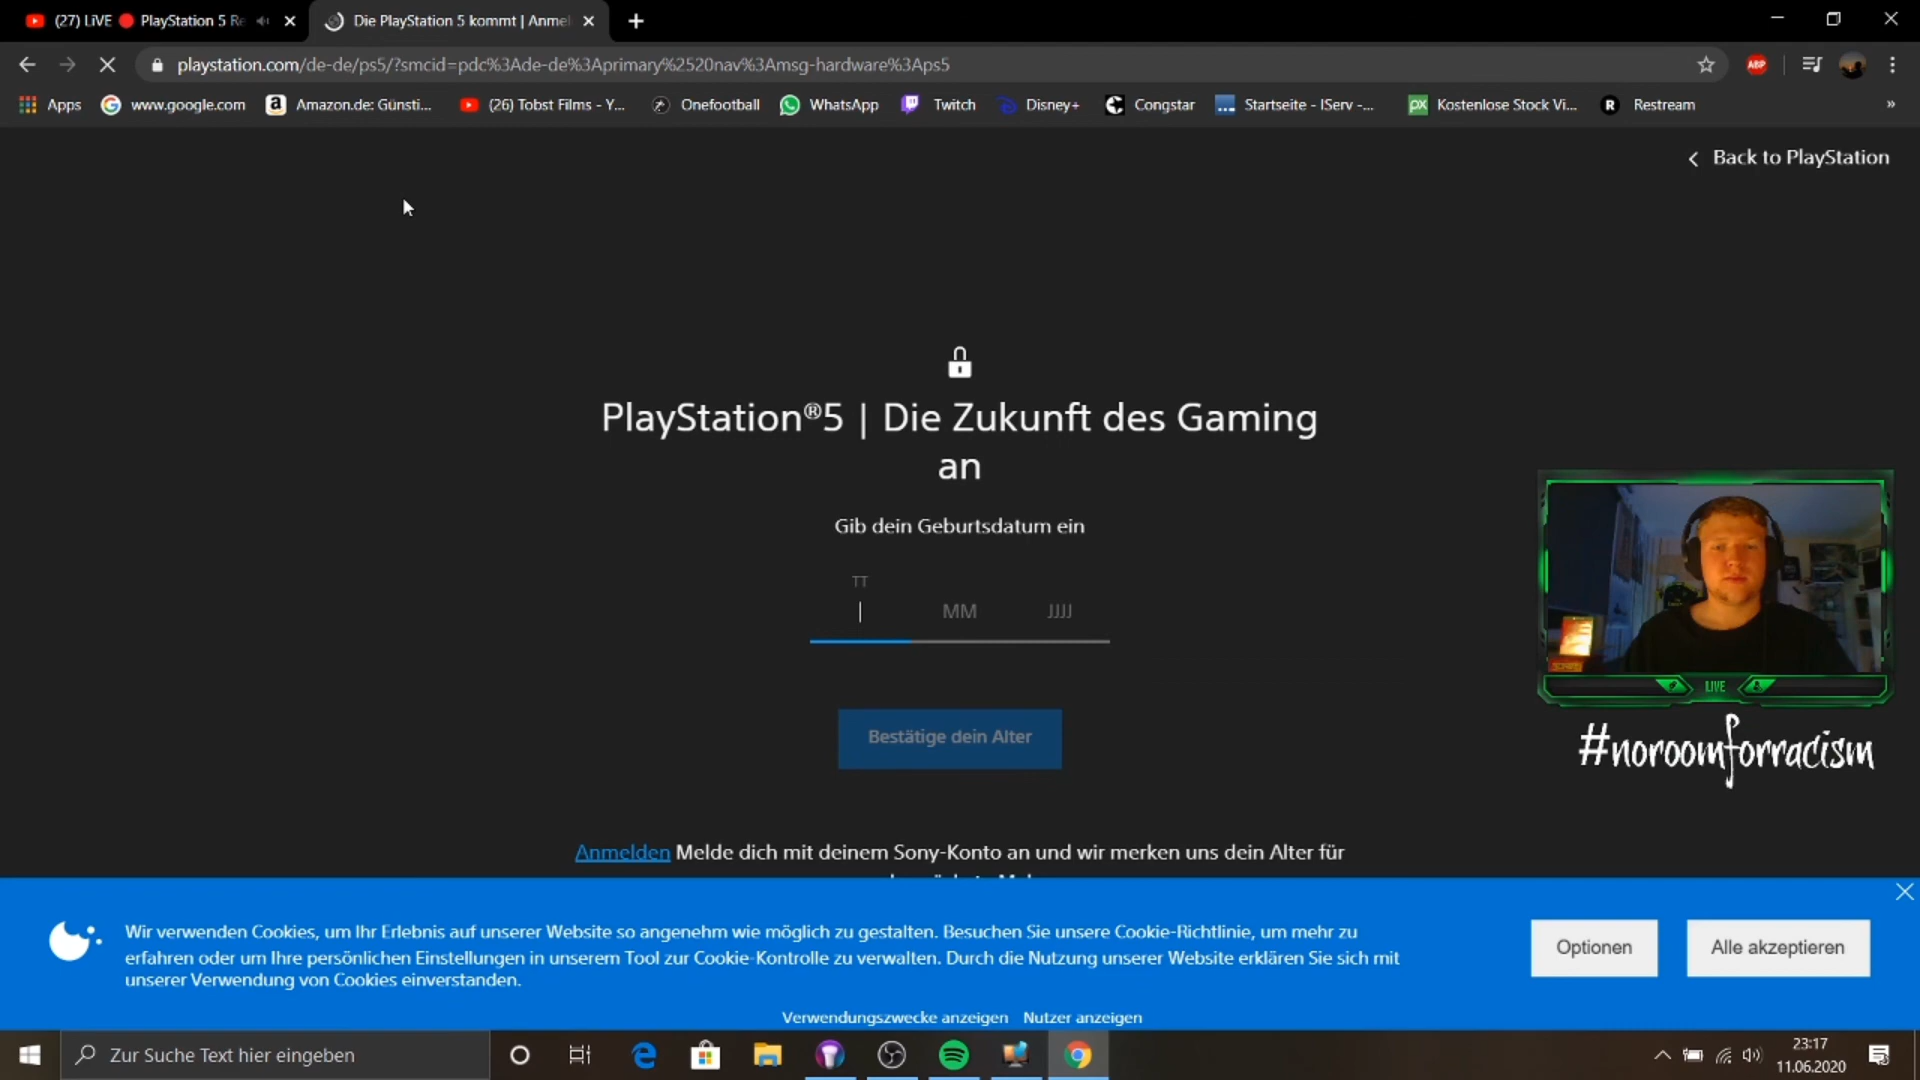 (27) LiVE 🔴 PlayStation 5 Re
Die PlayStation 5 kommt | Anmel
playstation.com/de-de/ps5/?smcid=pdc%3Ade-de%3Aprimary%2520nav%3Amsg-hardware%3Aps5
ABP
Apps
www.google.com
Amazon.de: Günsti...
(26) Tobst Films - Y...
Onefootball
WhatsApp
Twitch
Disney+
Congstar
Startseite - IServ -...
Kostenlose Stock Vi...
Restream
Back to PlayStation
PlayStation®5 | Die Zukunft des Gaming
an
Gib dein Geburtsdatum ein
TT
MM
JJJJ
Bestätige dein Alter
LIVE
#noroomforracism
Anmelden Melde dich mit deinem Sony-Konto an und wir merken uns dein Alter für
Wir verwenden Cookies, um Ihr Erlebnis auf unserer Website so angenehm wie möglich zu gestalten. Besuchen Sie unsere Cookie-Richtlinie, um mehr zu
erfahren oder um Ihre persönlichen Einstellungen in unserem Tool zur Cookie-Kontrolle zu verwalten. Durch die Nutzung unserer Website erklären Sie sich mit
unserer Verwendung von Cookies einverstanden.
Optionen
Alle akzeptieren
Verwendungszwecke anzeigen
Nutzer anzeigen
Zur Suche Text hier eingeben
23:17
11.06.2020